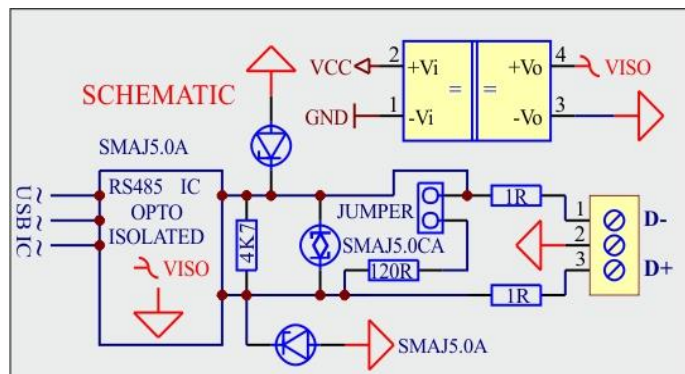 2
+Vi
+Vo
4
VCC
VISO
SCHEMATIC
=
=
GND
1
-Vi
-Vo
3
SMAJ5.0A
RS485 IC
OPTO
ISOLATED
VISO
USB IC
~
~
~
4K7
JUMPER
SMAJ5.0CA
120R
1R
1
D-
2
3
D+
1R
SMAJ5.0A